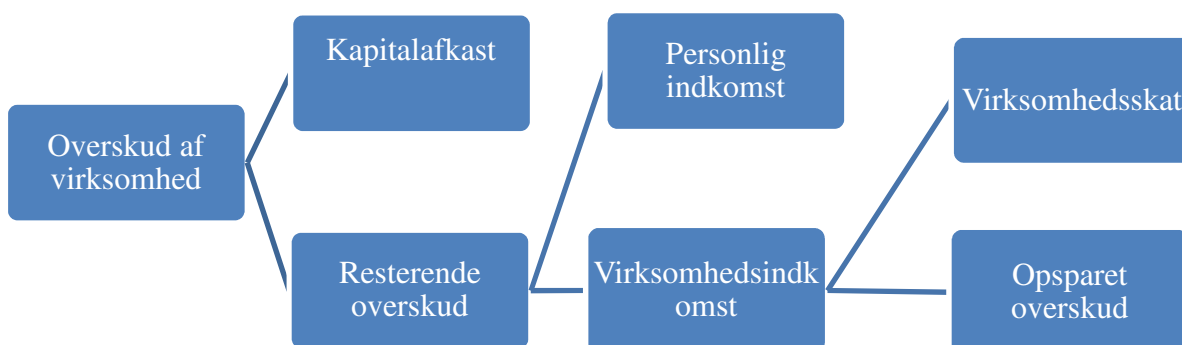 Kapitalafkast
Personlig
indkomst
Virksomhedsskat
Overskud af
virksomhed
Resterende
overskud
Virksomhedsindk
omst
Opsparet
overskud